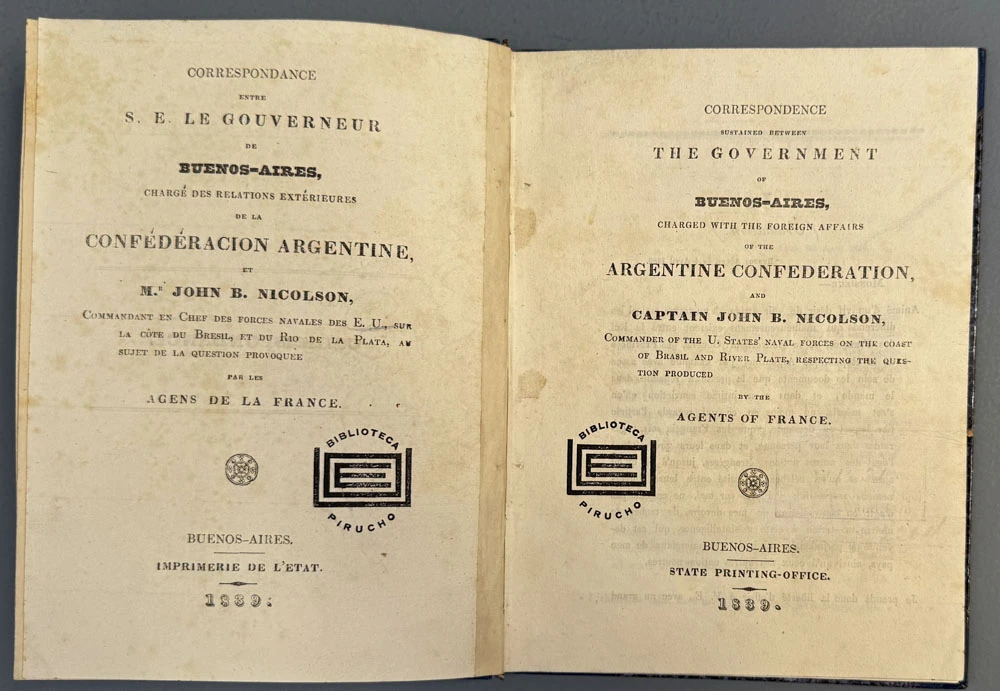 CORRESPONDANCE
ENTRE
S. E. LE GOUVERNEUR
DE
BUENOS-AIRES,
CHARGÉ DES RELATIONS EXTÉRIEURES
DE LA
CONFÉDÉRACION ARGENTINE,
ET
M.R JOHN B. NICOLSON,
COMMANDANT EN CHEF DES FORCES NAVALES DES E. U., SUR
LA CÔTE DU BRESIL, ET DU RIO DE LA PLATA, AU
SUJET DE LA QUESTION PROVOQUEE
PAR LES
AGENS DE LA FRANCE.
BIBLIOTECA
PIRUCHO
BUENOS-AIRES.
IMPRIMERIE DE L'ETAT.
1839.
CORRESPONDENCE
SUSTAINED BETWEEN
THE GOVERNMENT
OF
BUENOS-AIRES,
CHARGED WITH THE FOREIGN AFFAIRS
OF THE
ARGENTINE CONFEDERATION,
AND
CAPTAIN JOHN B. NICOLSON,
COMMANDER OF THE U. STATES' NAVAL FORCES ON THE COAST
OF BRASIL AND RIVER PLATE, RESPECTING THE QUES-
TION PRODUCED
BY THE
AGENTS OF FRANCE.
BIBLIOTECA
PIRUCHO
BUENOS-AIRES.
STATE PRINTING-OFFICE.
1839.